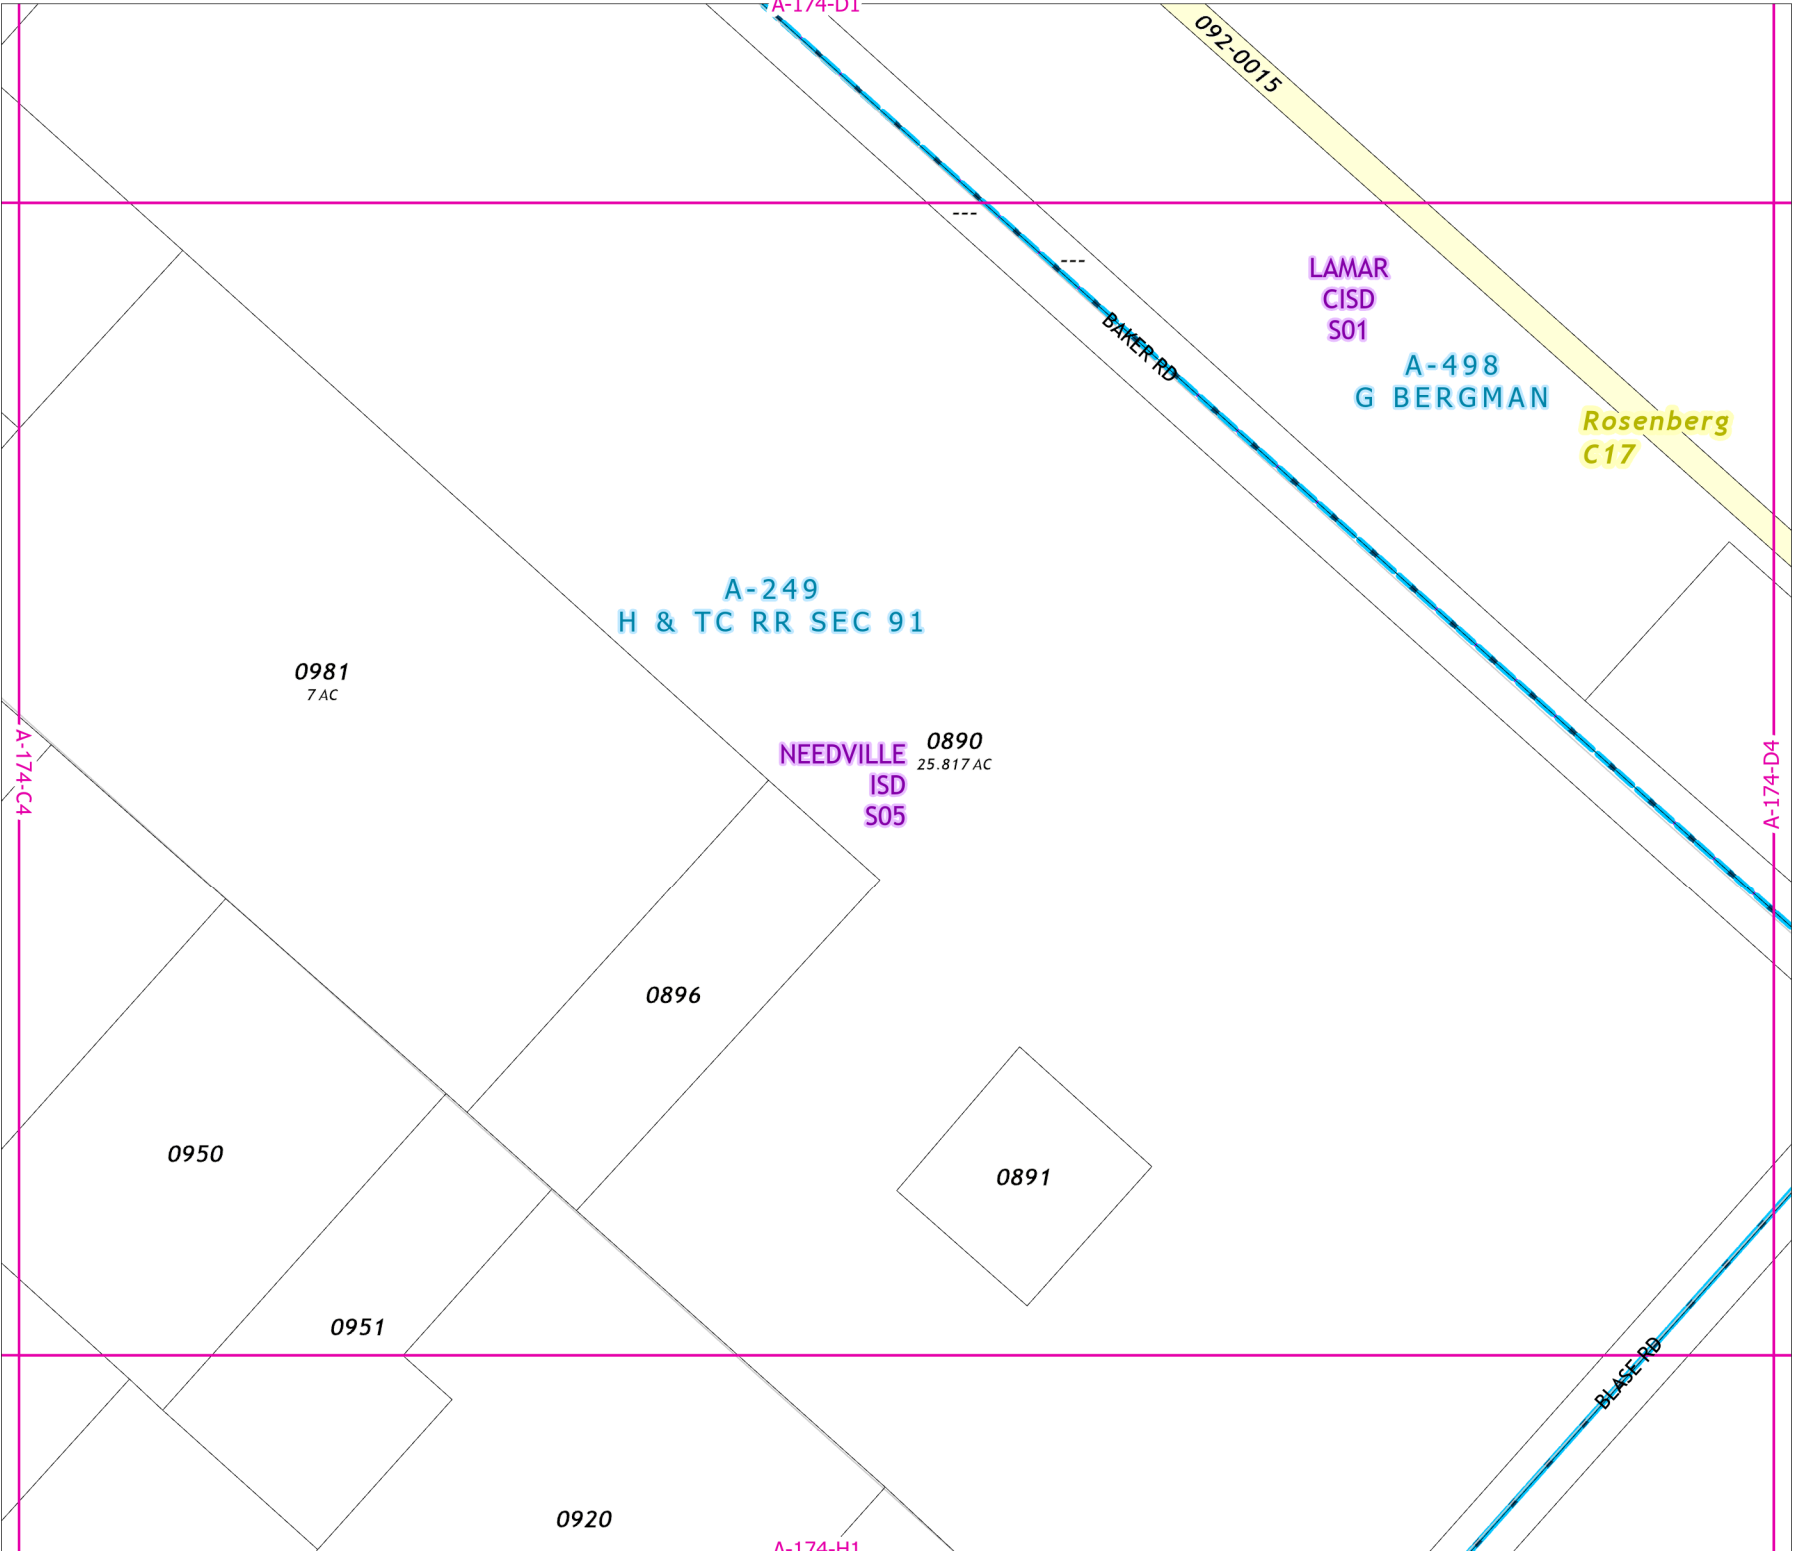 A-174-D1
092-0015
---
---
LAMAR
CISD
S01
BAKER RD
A-498
G BERGMAN
Rosenberg
C17
A-249
H & TC RR SEC 91
0981
7 AC
0890
25.817 AC
NEEDVILLE
ISD
S05
A-174-C4
A-174-D4
0896
0950
0891
0951
BLASE RD
0920
A-174-H1